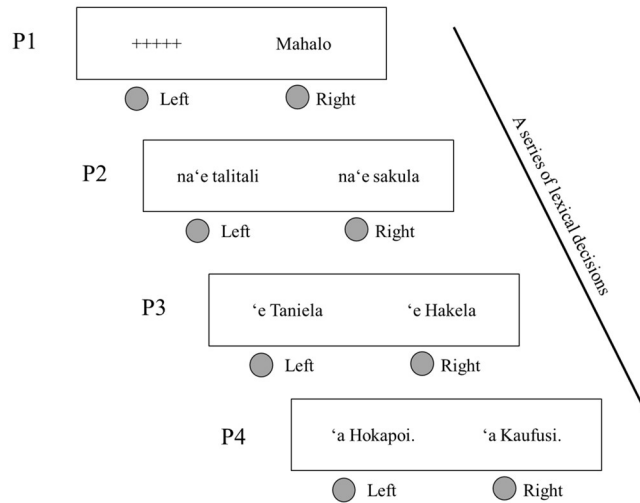 P1
+++++ Mahalo
Left Right
P2
na‘e talitali na‘e sakula
Left Right
P3
‘e Taniela ‘e Hakela
Left Right
P4
‘a Hokapoi. ‘a Kaufusi.
Left Right
A series of lexical decisions